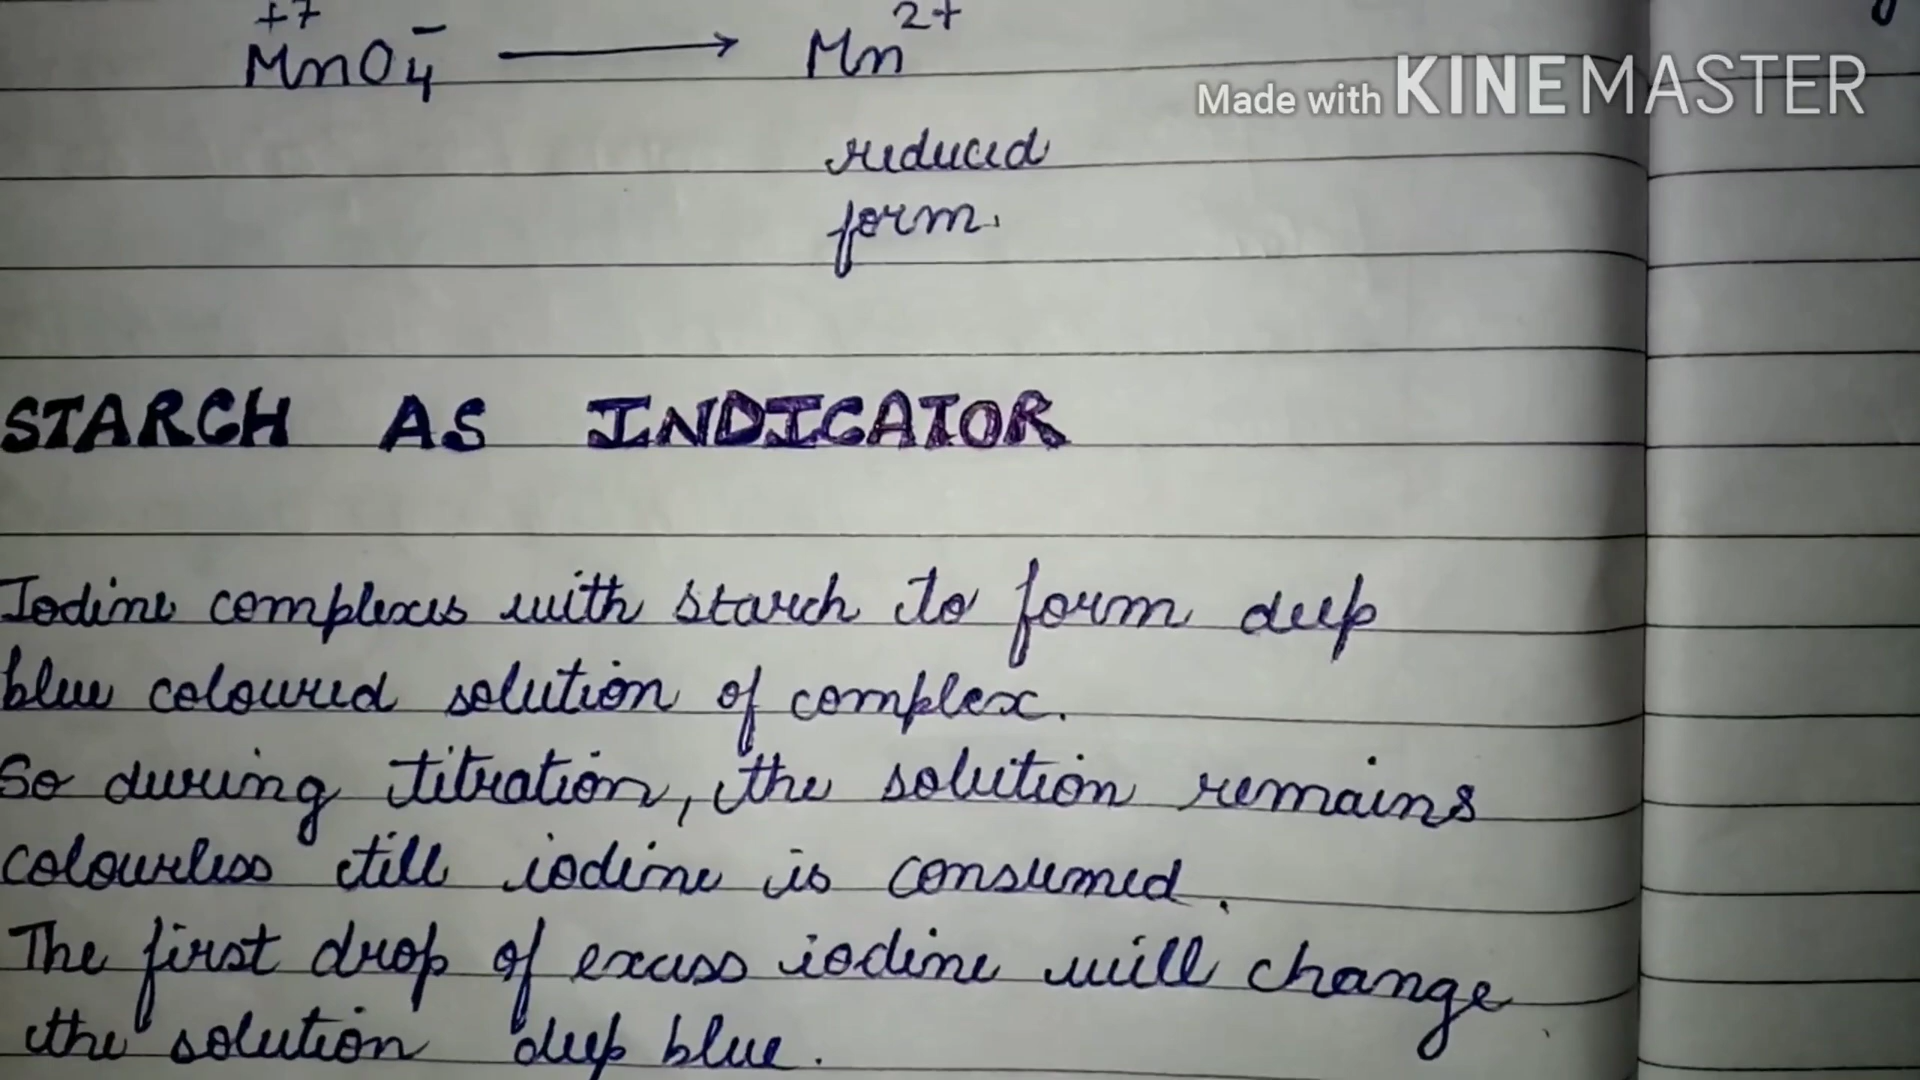 +7 2+
MnO4⁻ ⟶ Mn
Made with KINEMASTER
reduced
form.
STARCH AS INDICATOR
Iodine complexes with starch to form deep
blue coloured solution of complex.
So during titration, the solution remains
colourless till iodine is consumed.
The first drop of excess iodine will change
the solution deep blue.